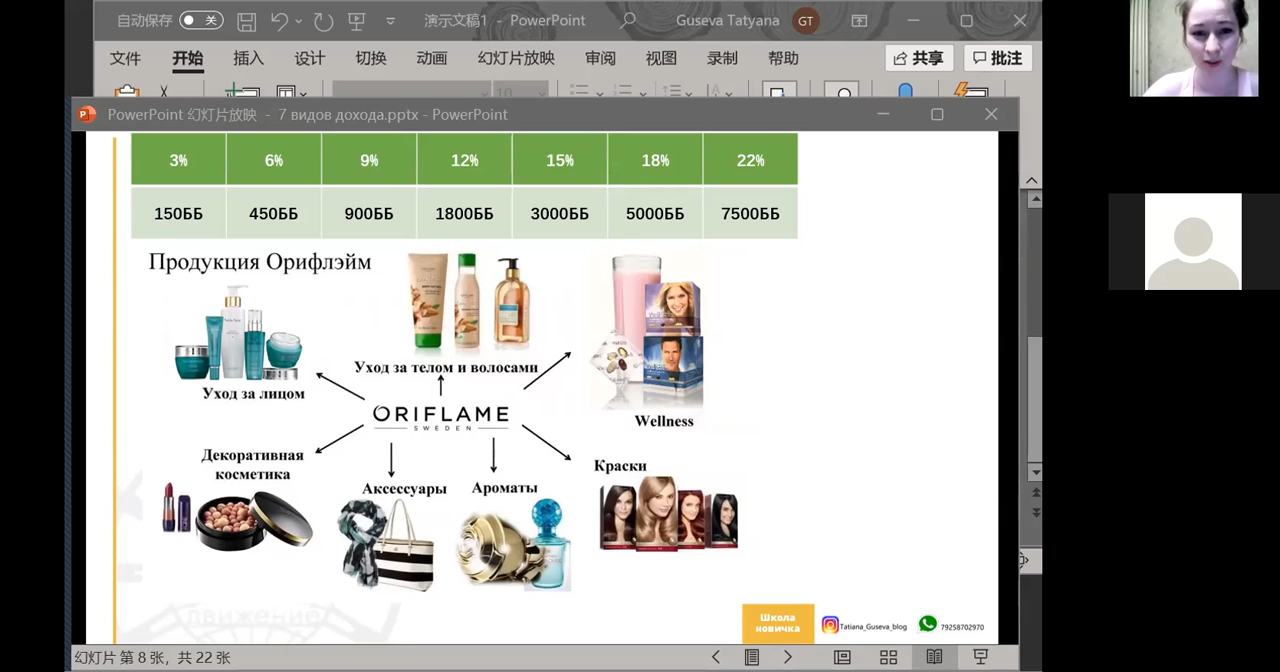 自动保存 关 演示文稿1 - PowerPoint Guseva Tatyana GT
文件 开始 插入 设计 切换 动画 幻灯片放映 审阅 视图 录制 帮助 共享 批注
10
PowerPoint 幻灯片放映 - 7 видов дохода.pptx - PowerPoint
3% 6% 9% 12% 15% 18% 22%
150ББ 450ББ 900ББ 1800ББ 3000ББ 5000ББ 7500ББ
Продукция Орифлэйм
Уход за телом и волосами
Уход за лицом
ORIFLAME
SWEDEN
Wellness
Декоративная
косметика
Аксессуары
Ароматы
Краски
движение
Школа
новичка
Tatiana_Guseva_blog
79258702970
幻灯片 第 8 张，共 22 张